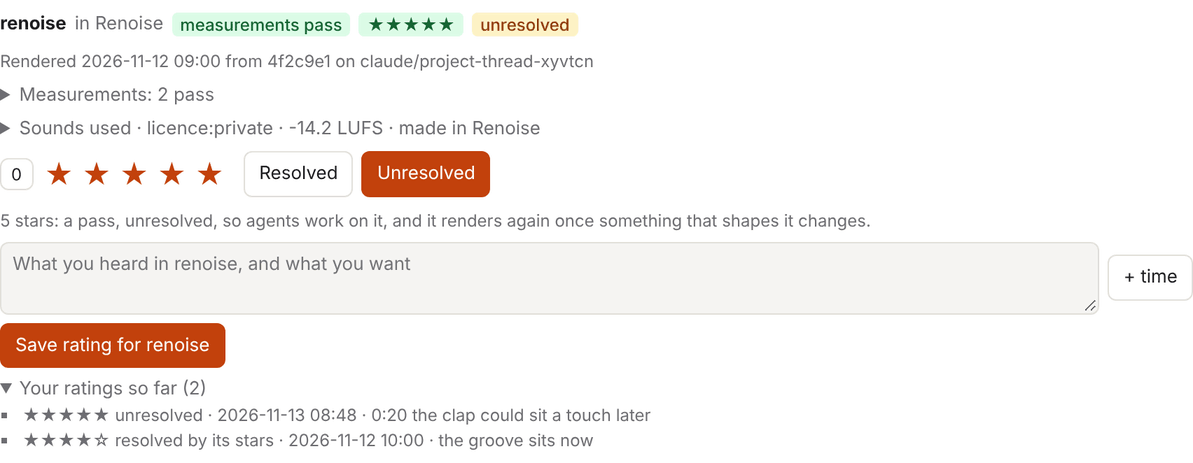 renoise in Renoise measurements pass ★★★★★ unresolved
Rendered 2026-11-12 09:00 from 4f2c9e1 on claude/project-thread-xyvtcn
▶ Measurements: 2 pass
▶ Sounds used · licence:private · -14.2 LUFS · made in Renoise
0 ★ ★ ★ ★ ★ Resolved Unresolved
5 stars: a pass, unresolved, so agents work on it, and it renders again once something that shapes it changes.
What you heard in renoise, and what you want
+ time
Save rating for renoise
▼ Your ratings so far (2)
▪ ★★★★★ unresolved · 2026-11-13 08:48 · 0:20 the clap could sit a touch later
▪ ★★★★☆ resolved by its stars · 2026-11-12 10:00 · the groove sits now